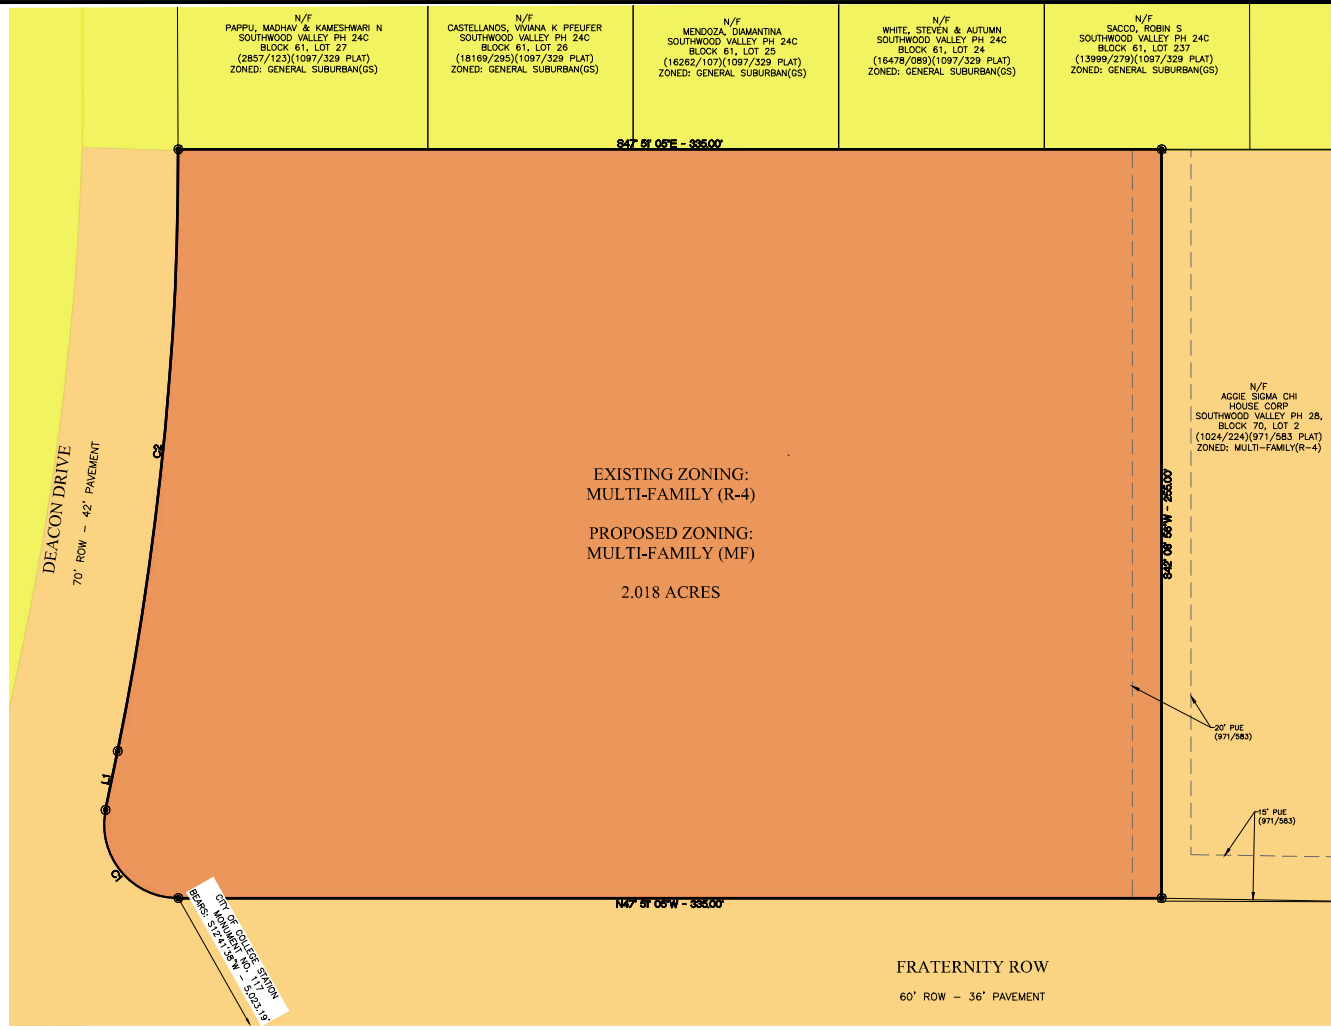 N/F
PAPPU, MADHAV & KAMESHWARI N
SOUTHWOOD VALLEY PH 24C
BLOCK 61, LOT 27
(2857/123)(1097/329 PLAT)
ZONED: GENERAL SUBURBAN(GS)
N/F
CASTELLANOS, VIVIANA K PFEUFER
SOUTHWOOD VALLEY PH 24C
BLOCK 61, LOT 26
(18169/295)(1097/329 PLAT)
ZONED: GENERAL SUBURBAN(GS)
N/F
MENDOZA, DIAMANTINA
SOUTHWOOD VALLEY PH 24C
BLOCK 61, LOT 25
(16262/107)(1097/329 PLAT)
ZONED: GENERAL SUBURBAN(GS)
N/F
WHITE, STEVEN & AUTUMN
SOUTHWOOD VALLEY PH 24C
BLOCK 61, LOT 24
(16478/089)(1097/329 PLAT)
ZONED: GENERAL SUBURBAN(GS)
N/F
SACCO, ROBIN S
SOUTHWOOD VALLEY PH 24C
BLOCK 61, LOT 237
(13999/279)(1097/329 PLAT)
ZONED: GENERAL SUBURBAN(GS)
S47° 51' 05"E - 335.00'
N/F
AGGIE SIGMA CHI
HOUSE CORP
SOUTHWOOD VALLEY PH 28,
BLOCK 70, LOT 2
(1024/224)(971/583 PLAT)
ZONED: MULTI-FAMILY(R-4)
C2
DEACON DRIVE
70' ROW - 42' PAVEMENT
EXISTING ZONING:
MULTI-FAMILY (R-4)
PROPOSED ZONING:
MULTI-FAMILY (MF)
2.018 ACRES
S42° 08' 56"W - 255.00'
20' PUE
(971/583)
L1
15' PUE
(971/583)
C1
CITY OF COLLEGE STATION
MONUMENT NO. 117
BEARS: S12°41'38"W - 5,023.19'
N47° 51' 05"W - 335.00'
FRATERNITY ROW
60' ROW - 36' PAVEMENT